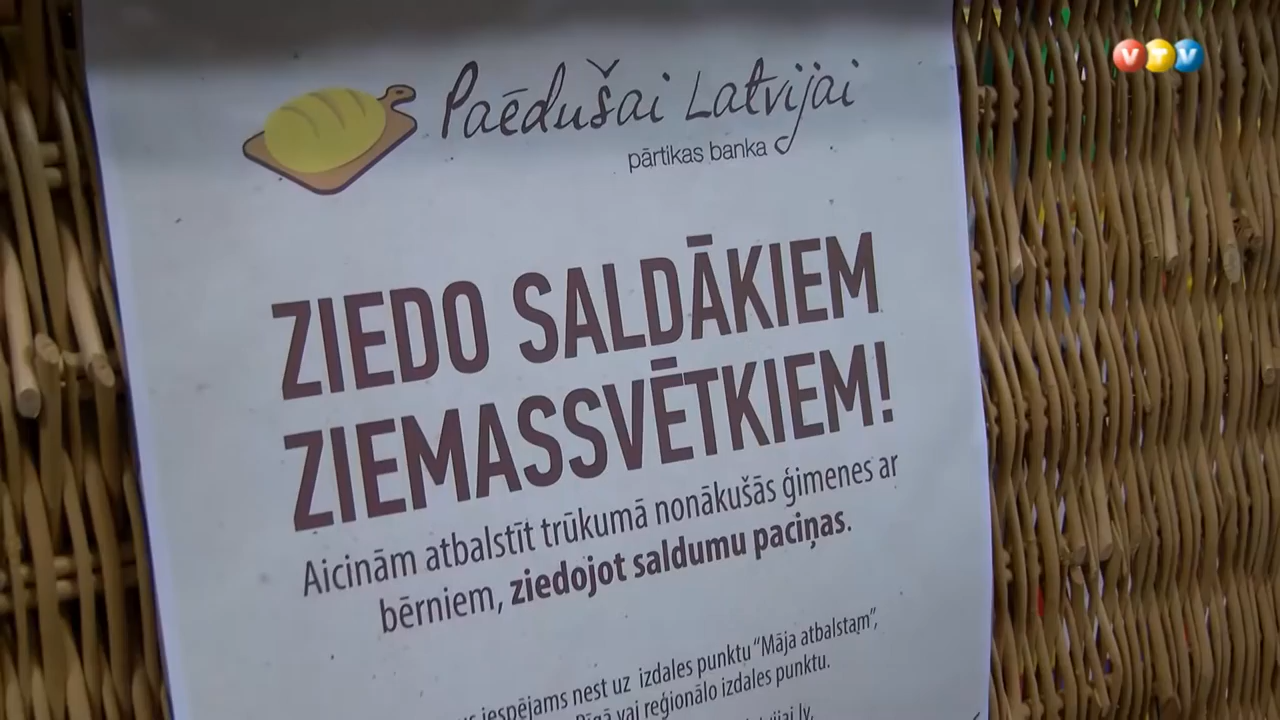 VTV
Paēdušai Latvijai
pārtikas banka
ZIEDO SALDĀKIEM
ZIEMASSVĒTKIEM!
Aicinām atbalstīt trūkumā nonākušās ģimenes ar
bērniem, ziedojot saldumu paciņas.
iespējams nest uz izdales punktu “Māja atbalstam”,
vai reģionālo izdales punktu.